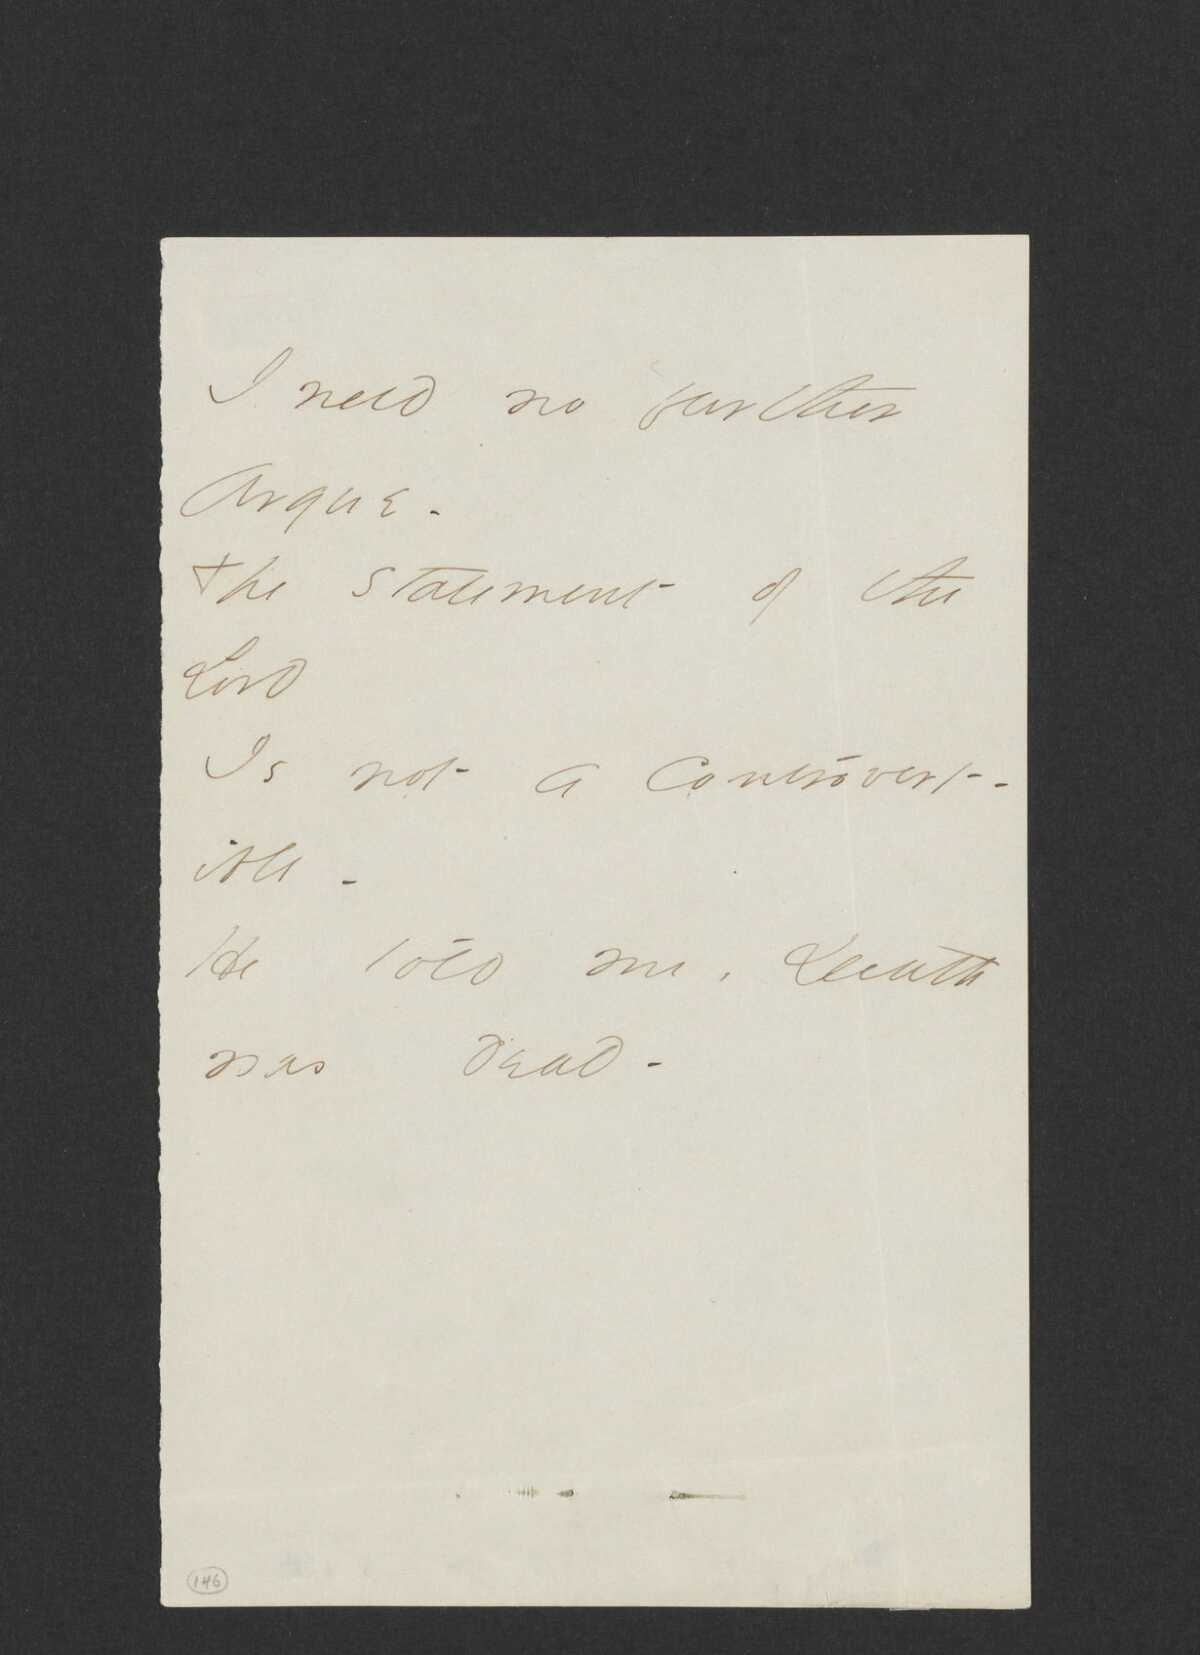 I need no further
Argue -
the statement of the
Lord
Is not a Controvert--
ible -
He told me, Death
was dead -
146